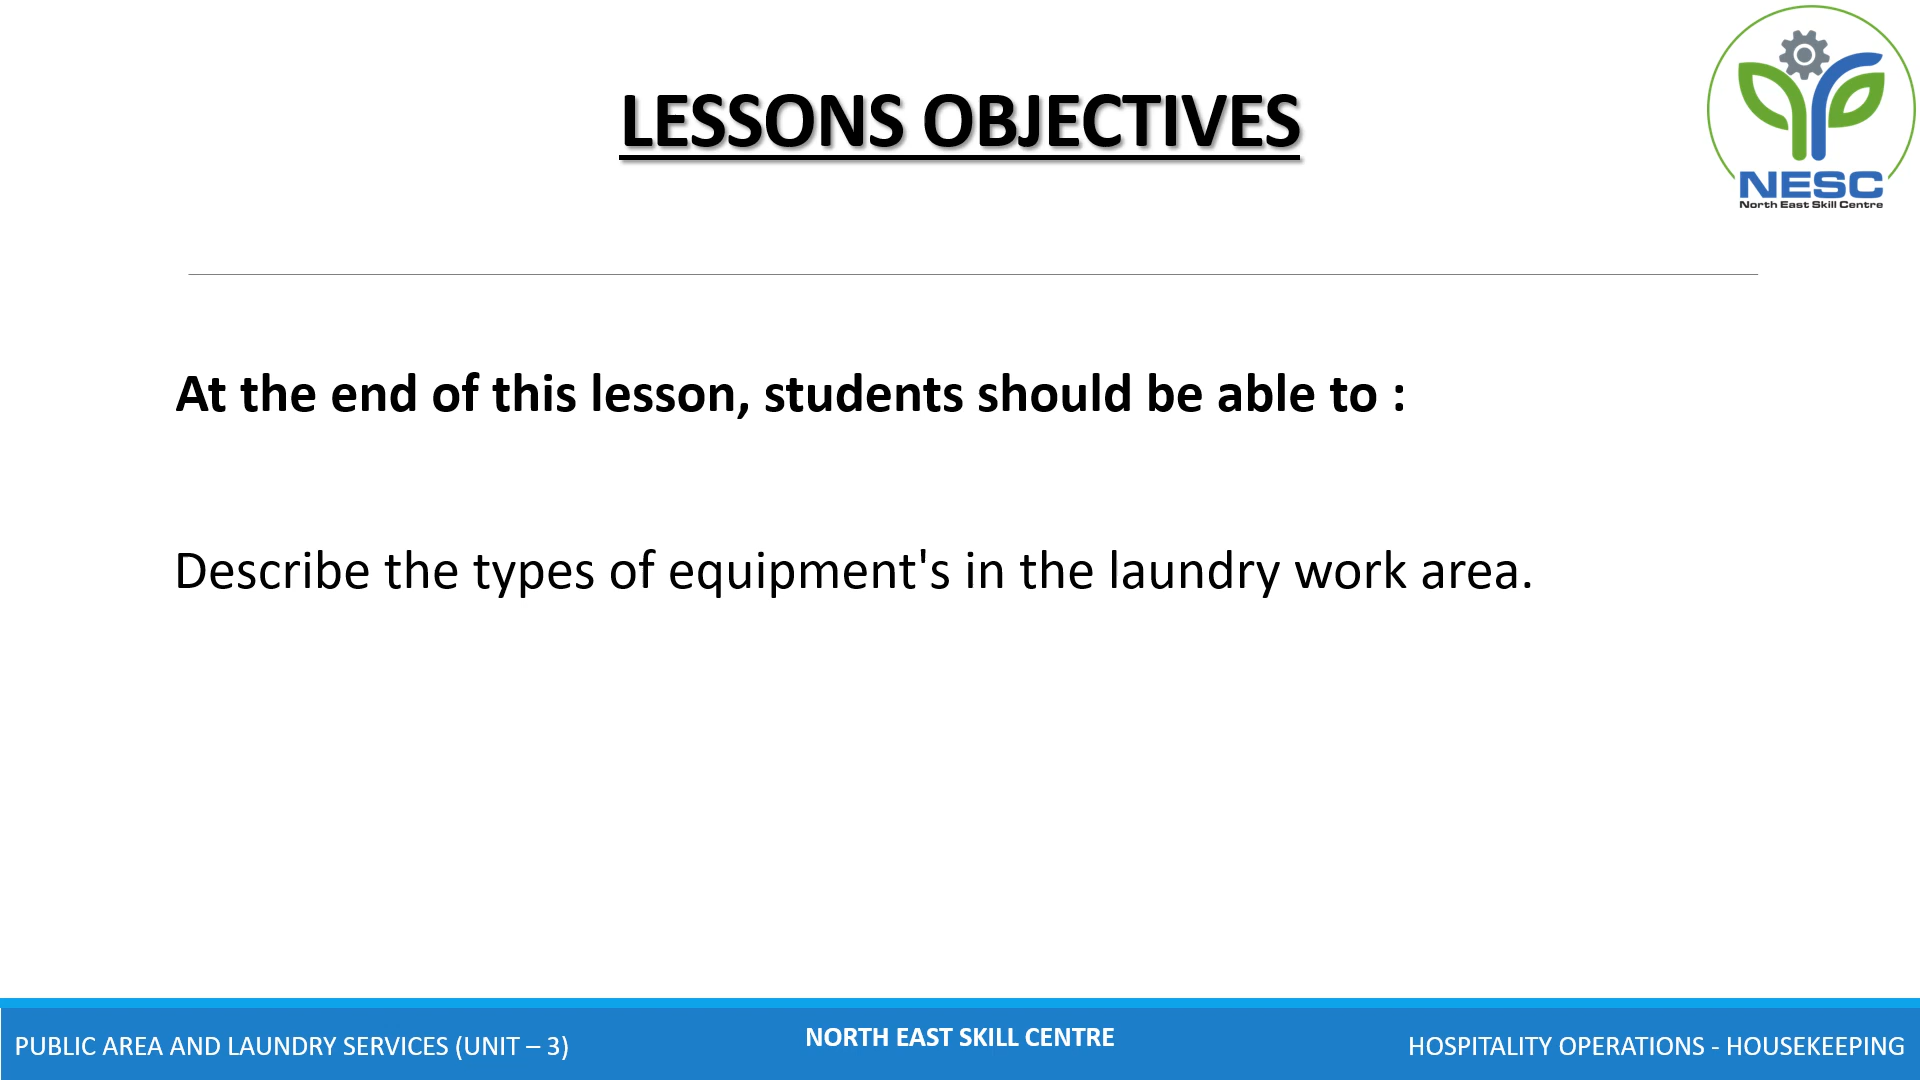 LESSONS OBJECTIVES
NESC
North East Skill Centre
At the end of this lesson, students should be able to :
Describe the types of equipment's in the laundry work area.
PUBLIC AREA AND LAUNDRY SERVICES (UNIT – 3)
NORTH EAST SKILL CENTRE
HOSPITALITY OPERATIONS - HOUSEKEEPING